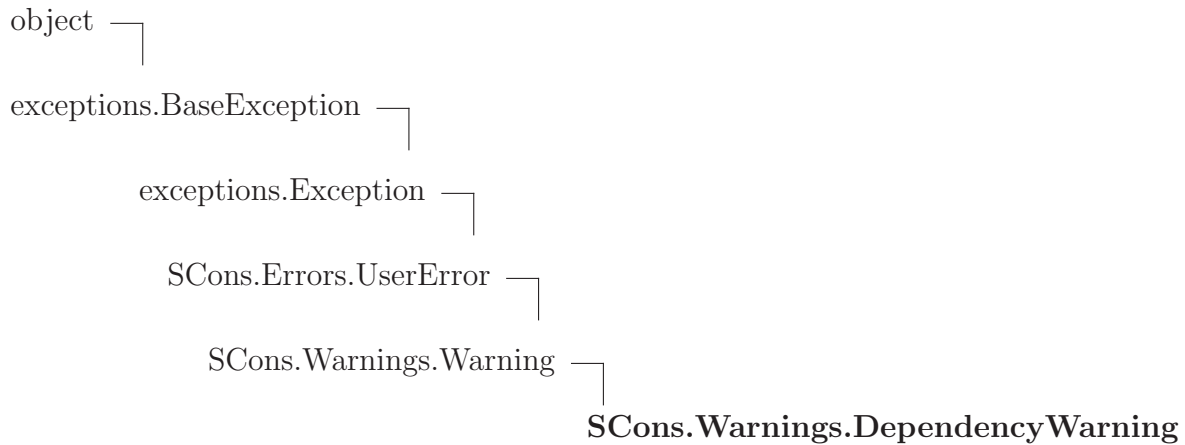 object
exceptions.BaseException
exceptions.Exception
SCons.Errors.UserError
SCons.Warnings.Warning
SCons.Warnings.DependencyWarning